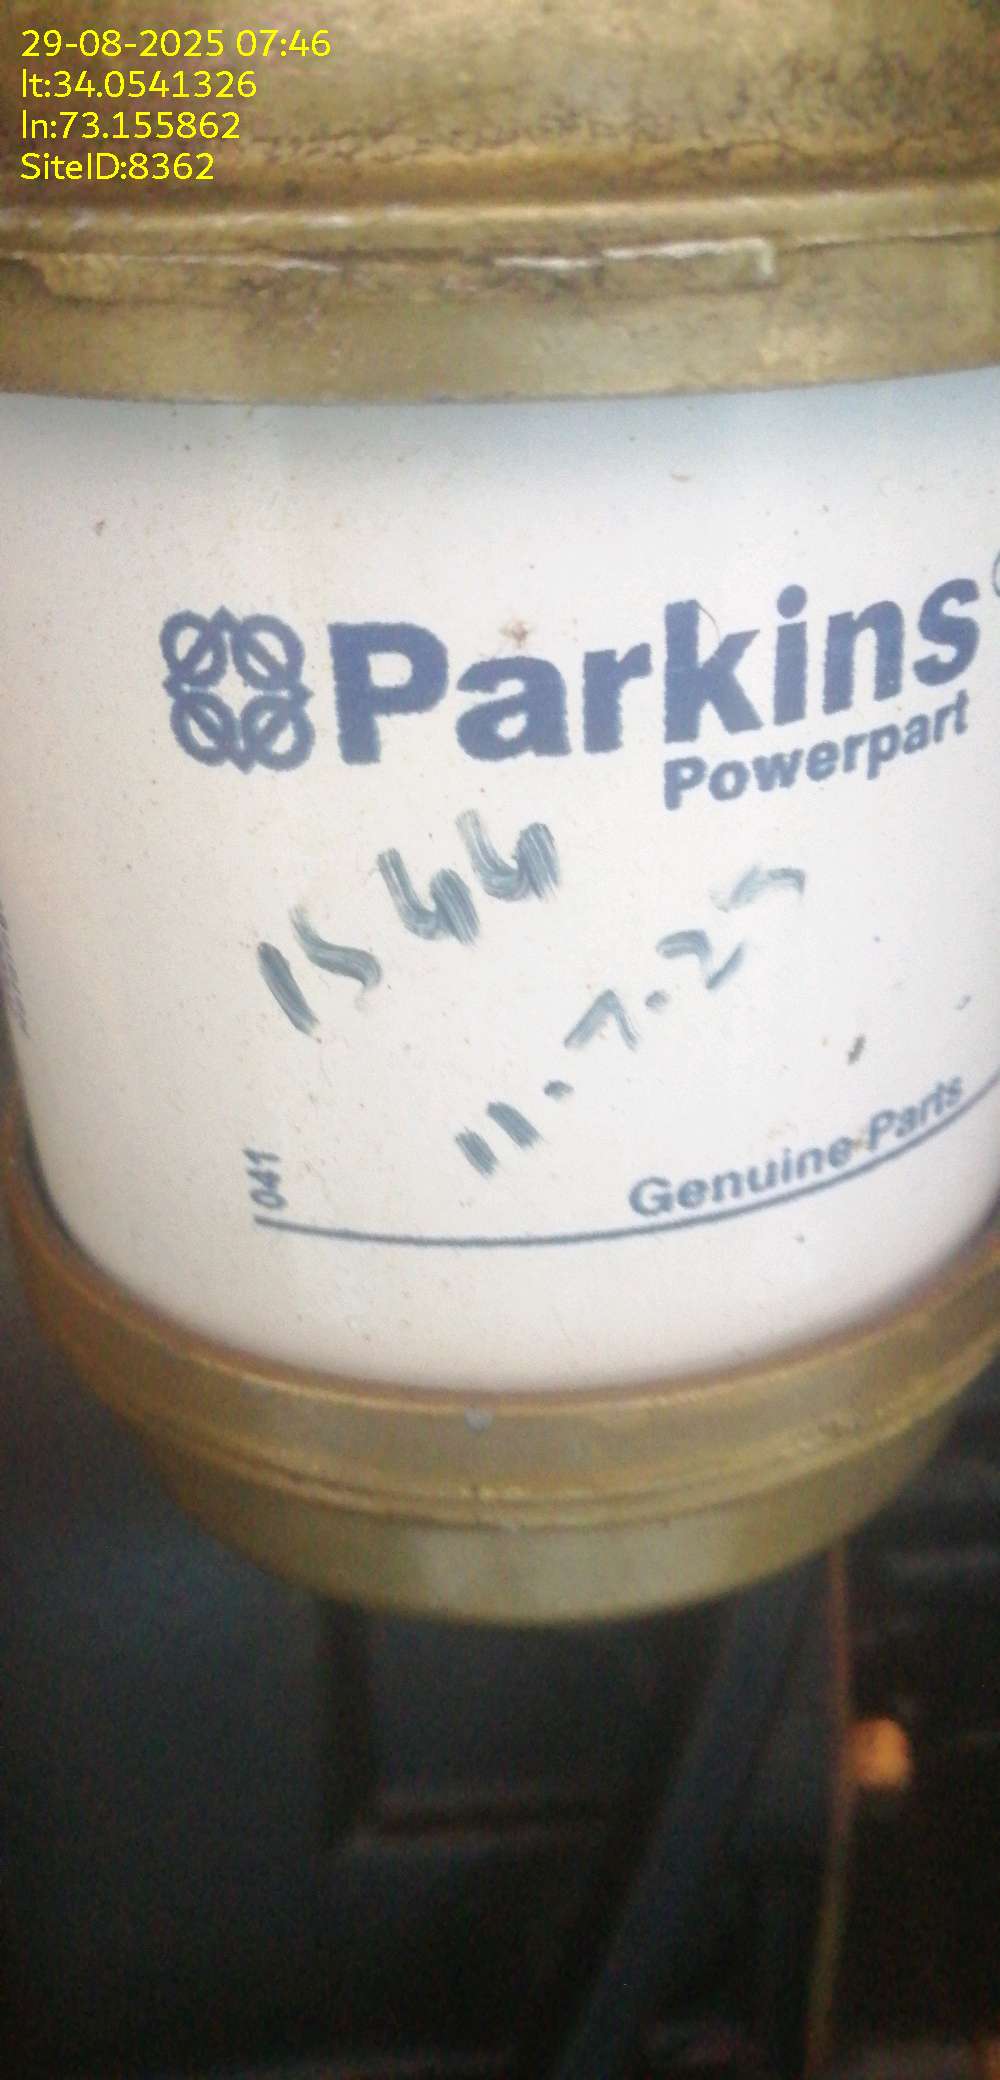 29-08-2025 07:46
lt:34.0541326
ln:73.155862
SiteID:8362
Parkins
Powerpart
1544
11.7.25
041
Genuine Parts